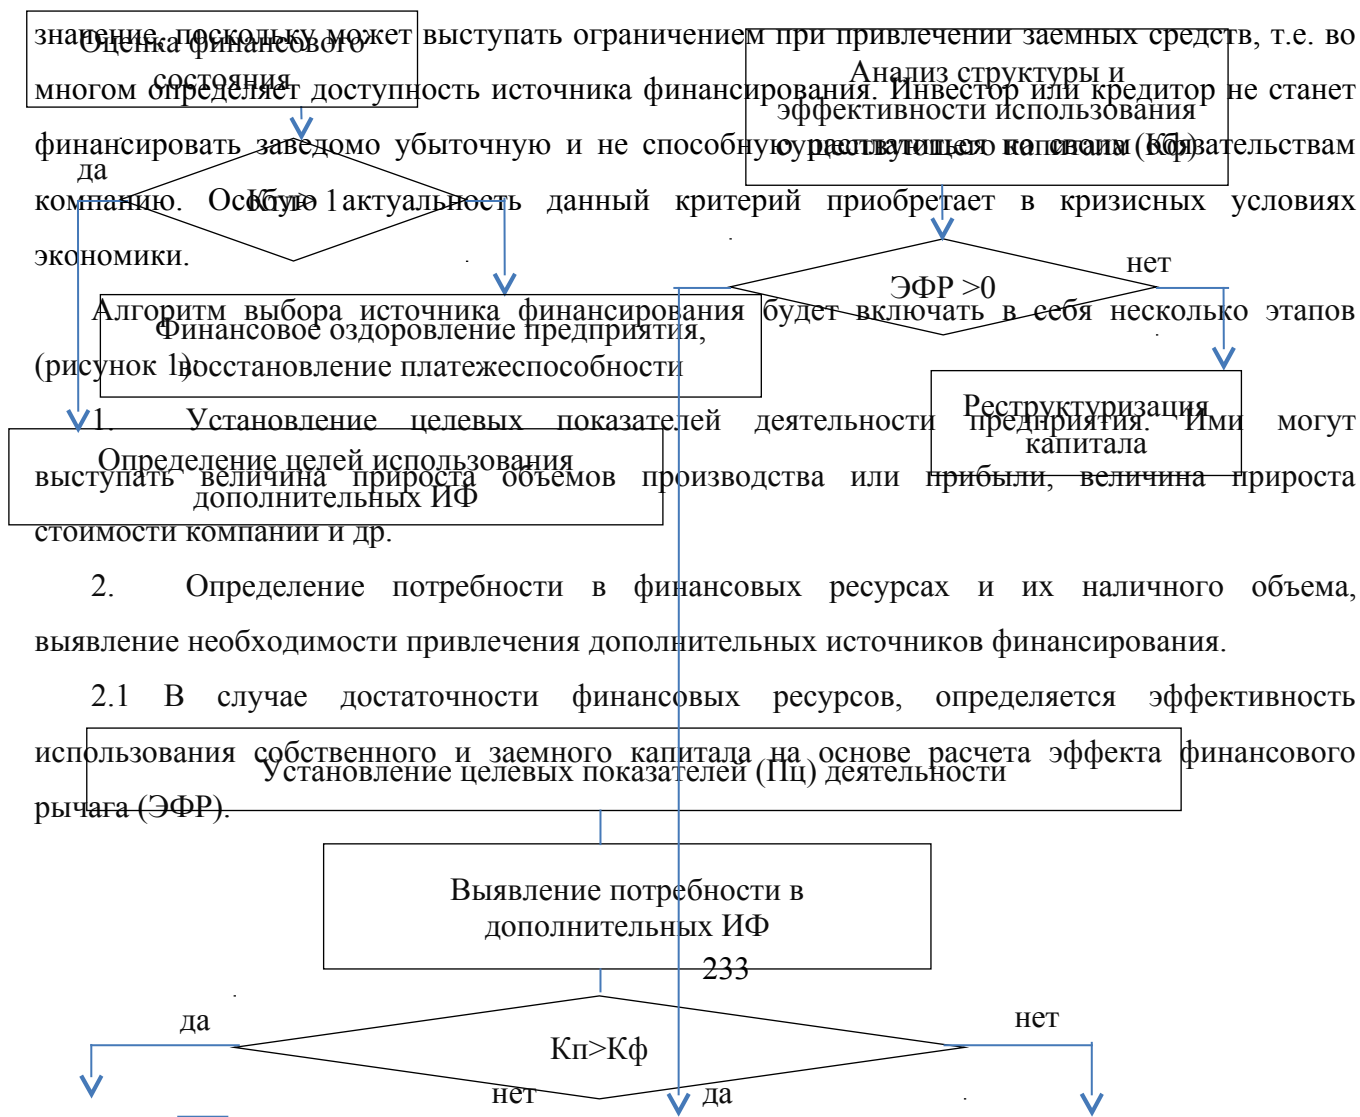 знание, поскольку может выступать ограничением при привлечении заемных средств, т.е. во
многом определяет доступность источника финансирования. Инвестор или кредитор не станет
финансировать заведомо убыточную и не способную расплатиться по своим обязательствам
компанию. Особую актуальность данный критерий приобретает в кризисных условиях
экономики.
Алгоритм выбора источника финансирования будет включать в себя несколько этапов
(рисунок 1):
1. Установление целевых показателей деятельности предприятия. Ими могут
выступать величина прироста объемов производства или прибыли, величина прироста
стоимости компании и др.
2. Определение потребности в финансовых ресурсах и их наличного объема,
выявление необходимости привлечения дополнительных источников финансирования.
2.1 В случае достаточности финансовых ресурсов, определяется эффективность
использования собственного и заемного капитала на основе расчета эффекта финансового
рычага (ЭФР).
Оценка финансового
состояния
Анализ структуры и
эффективности использования
существующего капитала (Кф)
да
1
нет
ЭФР >0
Финансовое оздоровление предприятия,
восстановление платежеспособности
Реструктуризация
капитала
Определение целей использования
дополнительных ИФ
Установление целевых показателей (Пц) деятельности
Выявление потребности в
дополнительных ИФ
233
да
нет
Кп>Кф
нет
да